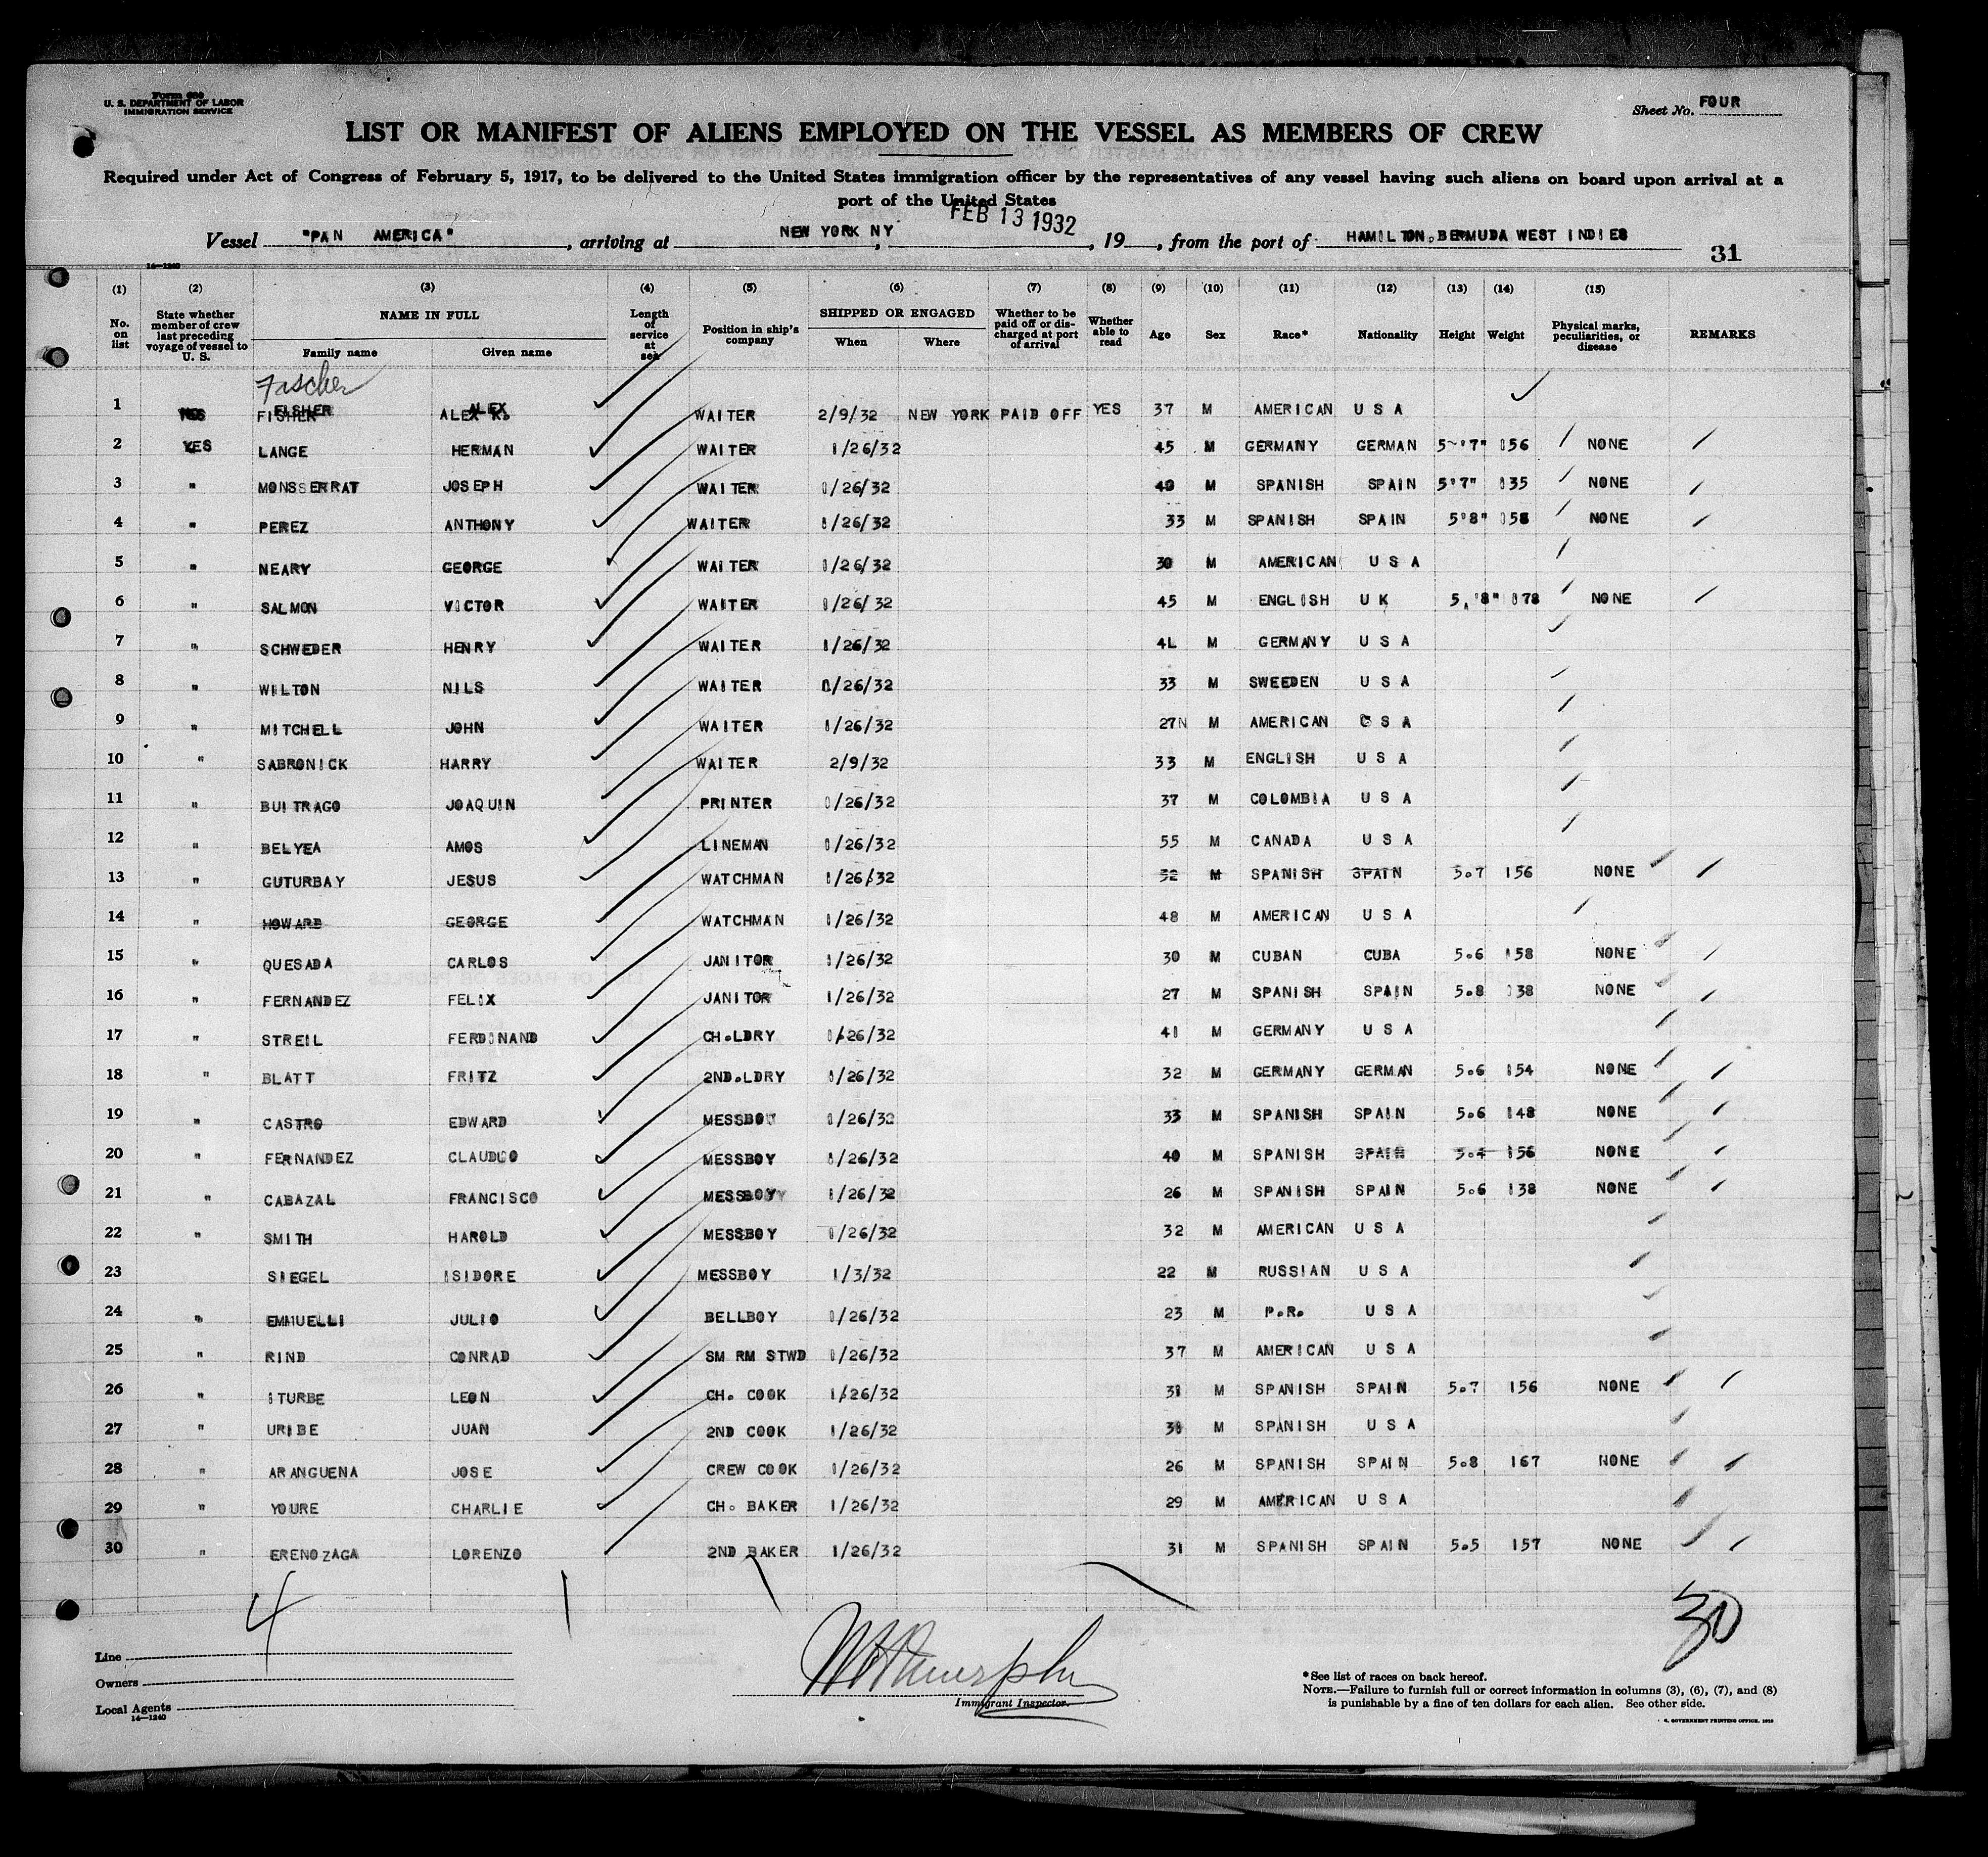 Form 680
U. S. DEPARTMENT OF LABOR
IMMIGRATION SERVICE
Sheet No. FOUR
LIST OR MANIFEST OF ALIENS EMPLOYED ON THE VESSEL AS MEMBERS OF CREW
Required under Act of Congress of February 5, 1917, to be delivered to the United States immigration officer by the representatives of any vessel having such aliens on board upon arrival at a
port of the United States
FEB 13 1932
Vessel "PAN AMERICA", arriving at NEW YORK NY, 19, from the port of HAMILTON.BERMUDA WEST INDIES
31
14-1240
(1) (2) (3) (4) (5) (6) (7) (8) (9) (10) (11) (12) (13) (14) (15)
No. on list
State whether member of crew last preceding voyage of vessel to U. S.
NAME IN FULL
Family name Given name
Length of service at sea
Position in ship's company
SHIPPED OR ENGAGED
When Where
Whether to be paid off or discharged at port of arrival
Whether able to read
Age Sex Race* Nationality Height Weight
Physical marks, peculiarities, or disease
REMARKS
Fischer
1 FISHER ALEX WAITER 2/9/32 NEW YORK PAID OFF YES 37 M AMERICAN U S A
2 YES LANGE HERMAN WAITER 1/26/32 45 M GERMANY GERMAN 5-'7" 156 NONE
3 " MONSSERRAT JOSEPH WAITER 1/26/32 40 M SPANISH SPAIN 5'7" 135 NONE
4 " PEREZ ANTHONY WAITER 1/26/32 33 M SPANISH SPAIN 5'8" 158 NONE
5 " NEARY GEORGE WAITER 1/26/32 30 M AMERICAN U S A
6 " SALMON VICTOR WAITER 1/26/32 45 M ENGLISH U K 5,'8" 178 NONE
7 " SCHWEDER HENRY WAITER 1/26/32 4L M GERMANY U S A
8 " WILTON NILS WAITER 1/26/32 33 M SWEEDEN U S A
9 " MITCHELL JOHN WAITER 1/26/32 27N M AMERICAN U S A
10 " SABRONICK HARRY WAITER 2/9/32 33 M ENGLISH U S A
11 " BUITRAGO JOAQUIN PRINTER 1/26/32 37 M COLOMBIA U S A
12 " BELYEA AMOS LINEMAN 1/26/32 55 M CANADA U S A
13 " GUTURBAY JESUS WATCHMAN 1/26/32 32 M SPANISH SPAIN 5.7 156 NONE
14 " HOWARD GEORGE WATCHMAN 1/26/32 48 M AMERICAN U S A
15 " QUESADA CARLOS JANITOR 1/26/32 30 M CUBAN CUBA 5.6 158 NONE
16 " FERNANDEZ FELIX JANITOR 1/26/32 27 M SPANISH SPAIN 5.8 138 NONE
17 " STREIL FERDINAND CH.LDRY 1/26/32 41 M GERMANY U S A
18 " BLATT FRITZ 2ND.LDRY 1/26/32 32 M GERMANY GERMAN 5.6 154 NONE
19 " CASTRO EDWARD MESSBOY 1/26/32 33 M SPANISH SPAIN 5.6 148 NONE
20 " FERNANDEZ CLAUDIO MESSBOY 1/26/32 40 M SPANISH SPAIN 5.4 156 NONE
21 " CABAZAL FRANCISCO MESSBOYY 1/26/32 26 M SPANISH SPAIN 5.6 138 NONE
22 " SMITH HAROLD MESSBOY 1/26/32 32 M AMERICAN U S A
23 SIEGEL ISIDORE MESSBOY 1/3/32 22 M RUSSIAN U S A
24 " EMMUELLI JULIO BELLBOY 1/26/32 23 M P.R. U S A
25 " RIND CONRAD SM RM STWD 1/26/32 37 M AMERICAN U S A
26 " ITURBE LEON CH. COOK 1/26/32 31 M SPANISH SPAIN 5.7 156 NONE
27 " URIBE JUAN 2ND COOK 1/26/32 M SPANISH U S A
28 " ARANGUENA JOSE CREW COOK 1/26/32 26 M SPANISH SPAIN 5.8 167 NONE
29 " YOURE CHARLIE CH. BAKER 1/26/32 29 M AMERICAN U S A
30 " ERENOZAGA LORENZO 2ND BAKER 1/26/32 31 M SPANISH SPAIN 5.5 157 NONE
4
30
Line
Owners
Local Agents
14-1240
Immigrant Inspector.
*See list of races on back hereof.
NOTE.—Failure to furnish full or correct information in columns (3), (6), (7), and (8)
is punishable by a fine of ten dollars for each alien. See other side.
GOVERNMENT PRINTING OFFICE.